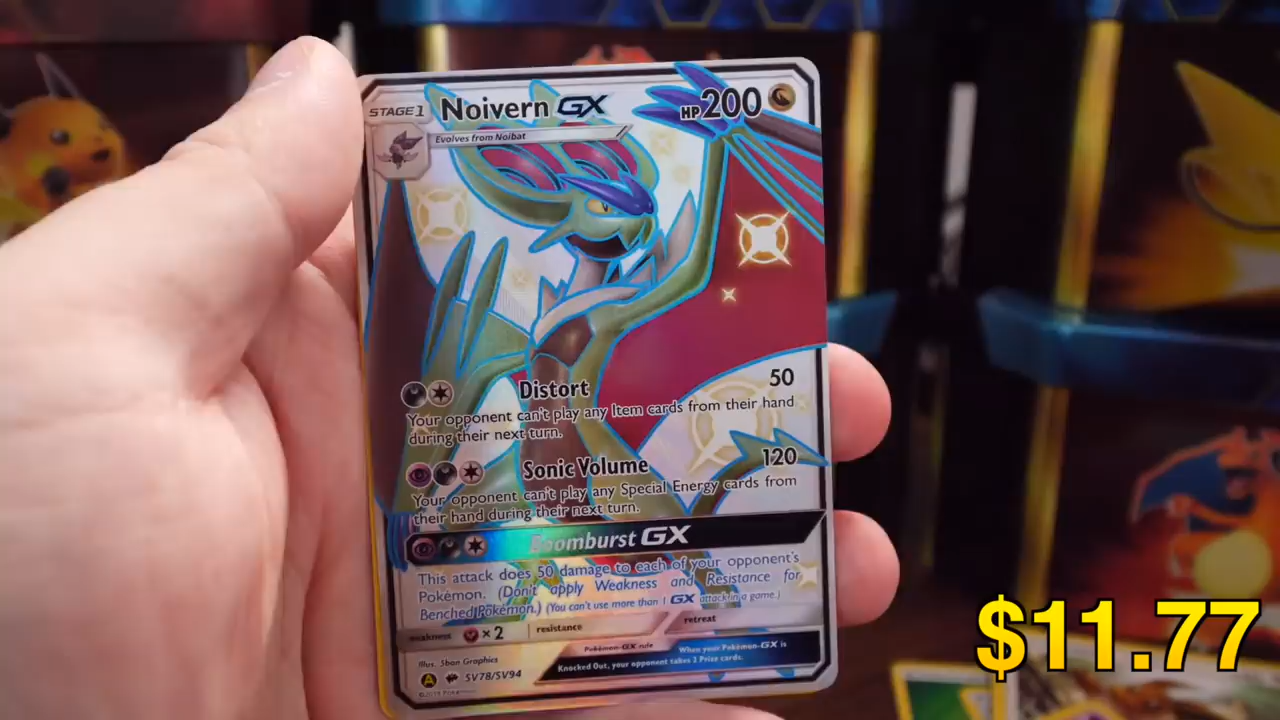 STAGE 1 Noivern GX HP 200
Evolves from Noibat
Distort 50
Your opponent can't play any Item cards from their hand
during their next turn.
Sonic Volume 120
Your opponent can't play any Special Energy cards from
their hand during their next turn.
Boomburst GX
This attack does 50 damage to each of your opponent's
Pokémon. (Don't apply Weakness and Resistance for
Benched Pokémon.) (You can't use more than 1 GX attack in a game.)
weakness ×2 resistance retreat
Pokémon-GX rule When your Pokémon-GX is
Knocked Out, your opponent takes 2 Prize cards.
Illus. 5ban Graphics
A SV78/SV94
$11.77